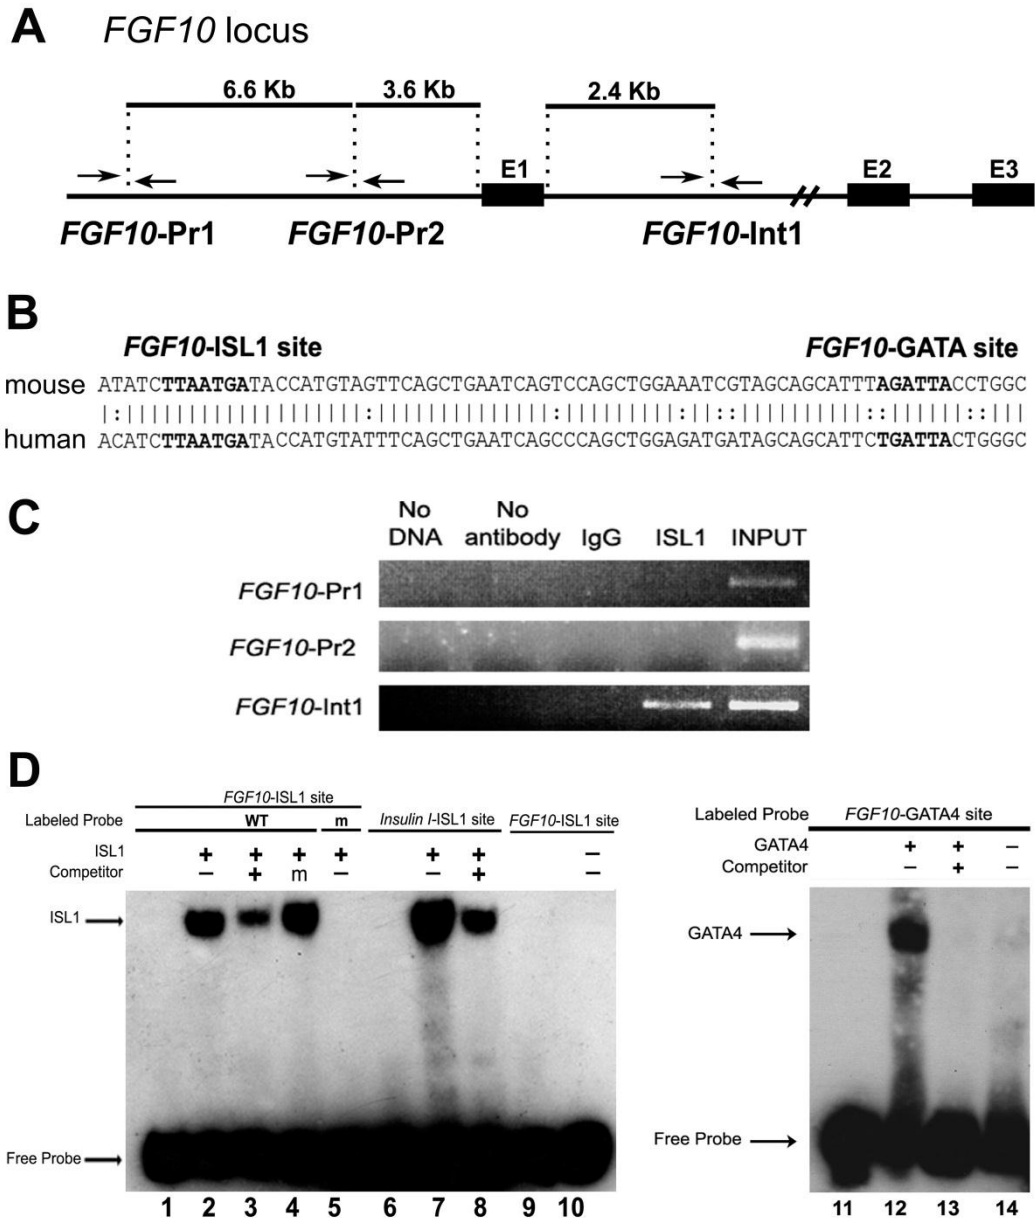 A FGF10 locus
6.6 Kb 3.6 Kb 2.4 Kb
E1 E2 E3
FGF10-Pr1 FGF10-Pr2 FGF10-Int1
B
FGF10-ISL1 site FGF10-GATA site
mouse ATATCTTAATGATACCATGTAGTTCAGCTGAATCAGTCCAGCTGGAAATCGTAGCAGCATTTAGATTACCTGGC
human ACATCTTAATGATACCATGTATTTCAGCTGAATCAGCCCAGCTGGAGATGATAGCAGCATTCTGATTACTGGGC
C
No DNA No antibody IgG ISL1 INPUT
FGF10-Pr1
FGF10-Pr2
FGF10-Int1
D
FGF10-ISL1 site
Labeled Probe WT m Insulin I-ISL1 site FGF10-ISL1 site
ISL1 + + + + + + −
Competitor − + m − − + −
ISL1
Free Probe
1 2 3 4 5 6 7 8 9 10
Labeled Probe FGF10-GATA4 site
GATA4 + + −
Competitor − + −
GATA4
Free Probe
11 12 13 14